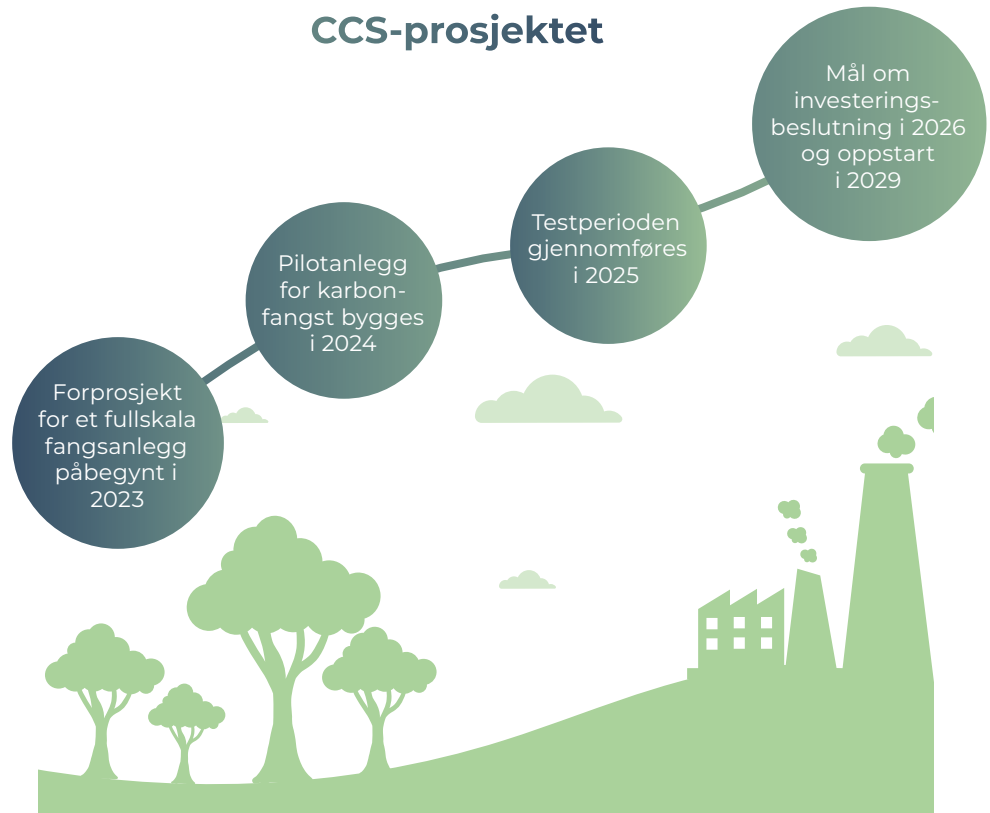 CCS-prosjektet
Forprosjekt
for et fullskala
fangsanlegg
påbegynt i
2023
Pilotanlegg
for karbon-
fangst bygges
i 2024
Testperioden
gjennomføres
i 2025
Mål om
investerings-
beslutning i 2026
og oppstart
i 2029